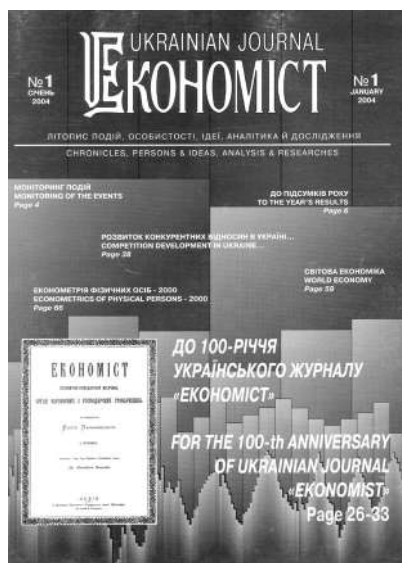 UKRAINIAN JOURNAL
ЕКОНОМІСТ
№1
СІЧЕНЬ
2004
№1
JANUARY
2004
ЛІТОПИС ПОДІЙ, ОСОБИСТОСТІ, ІДЕЇ, АНАЛІТИКА Й ДОСЛІДЖЕННЯ
CHRONICLES, PERSONS & IDEAS, ANALYSIS & RESEARCHES
МОНІТОРИНГ ПОДІЙ
MONITORING OF THE EVENTS
Page 4
ДО ПІДСУМКІВ РОКУ
TO THE YEAR'S RESULTS
Page 6
РОЗВИТОК КОНКУРЕНТНИХ ВІДНОСИН В УКРАЇНІ...
COMPETITION DEVELOPMENT IN UKRAINE...
Page 38
СВІТОВА ЕКОНОМІКА
WORLD ECONOMY
Page 59
ЕКОНОМЕТРІЯ ФІЗИЧНИХ ОСІБ - 2000
ECONOMETRICS OF PHYSICAL PERSONS - 2000
Page 66
ДО 100-РІЧЧЯ
УКРАЇНСЬКОГО ЖУРНАЛУ
«ЕКОНОМІСТ»
FOR THE 100-th ANNIVERSARY
OF UKRAINIAN JOURNAL
«EKONOMIST»
Page 26-33
ЕКОНОМІСТ